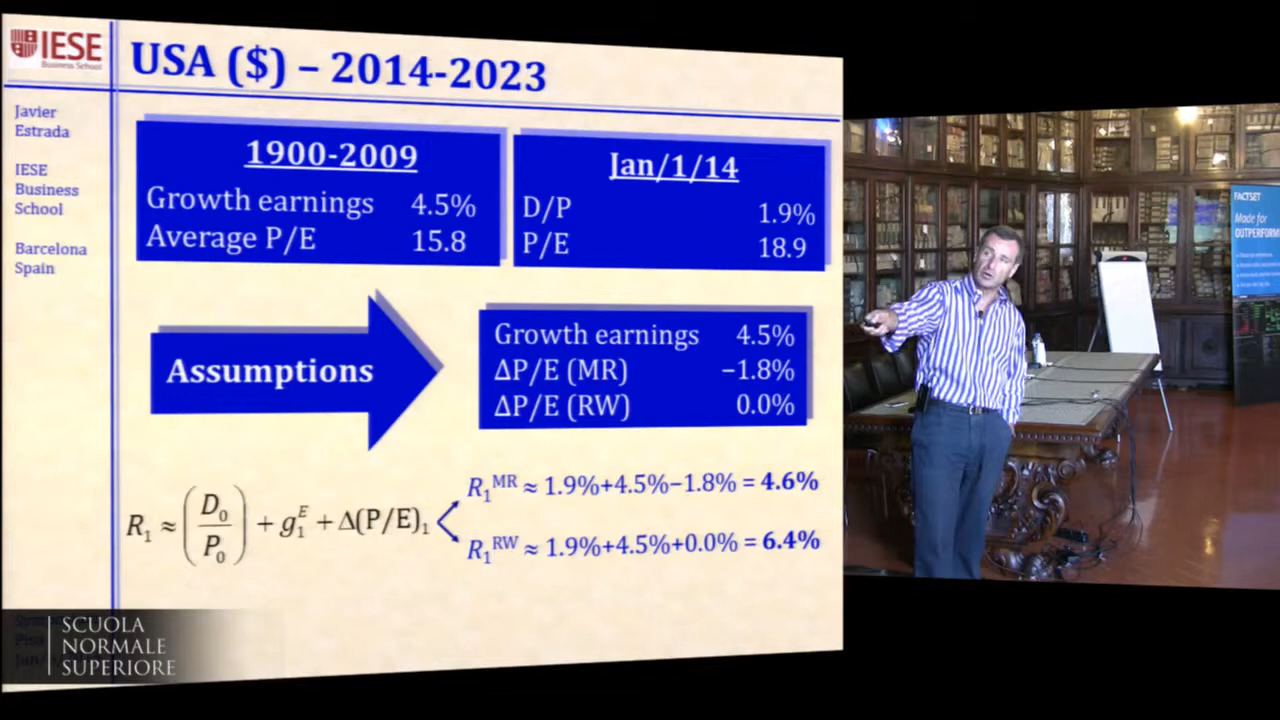 IESE
Business School
USA ($) – 2014-2023
Javier
Estrada
IESE
Business
School
Barcelona
Spain
1900-2009
Growth earnings 4.5%
Average P/E 15.8
Jan/1/14
D/P 1.9%
P/E 18.9
Assumptions
Growth earnings 4.5%
ΔP/E (MR) −1.8%
ΔP/E (RW) 0.0%
R₁ ≈ (D₀/P₀) + g₁ᴱ + Δ(P/E)₁
R₁ᴹᴿ ≈ 1.9%+4.5%−1.8% = 4.6%
R₁ᴿᵂ ≈ 1.9%+4.5%+0.0% = 6.4%
SCUOLA
NORMALE
SUPERIORE
FACTSET
Made for
OUTPERFORM